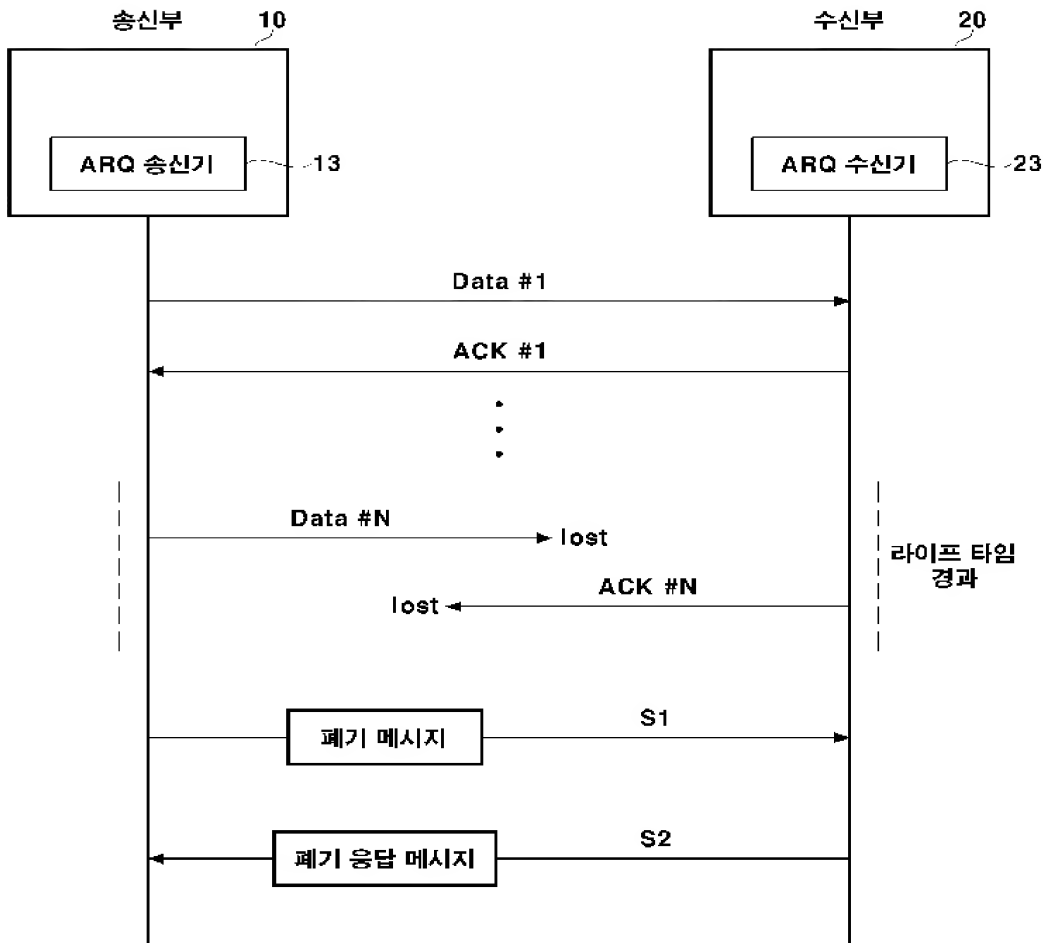 송신부 10
수신부 20
ARQ 송신기 13
ARQ 수신기 23
Data #1
ACK #1
Data #N
lost
라이프 타임
경과
ACK #N
lost
S1
폐기 메시지
S2
폐기 응답 메시지